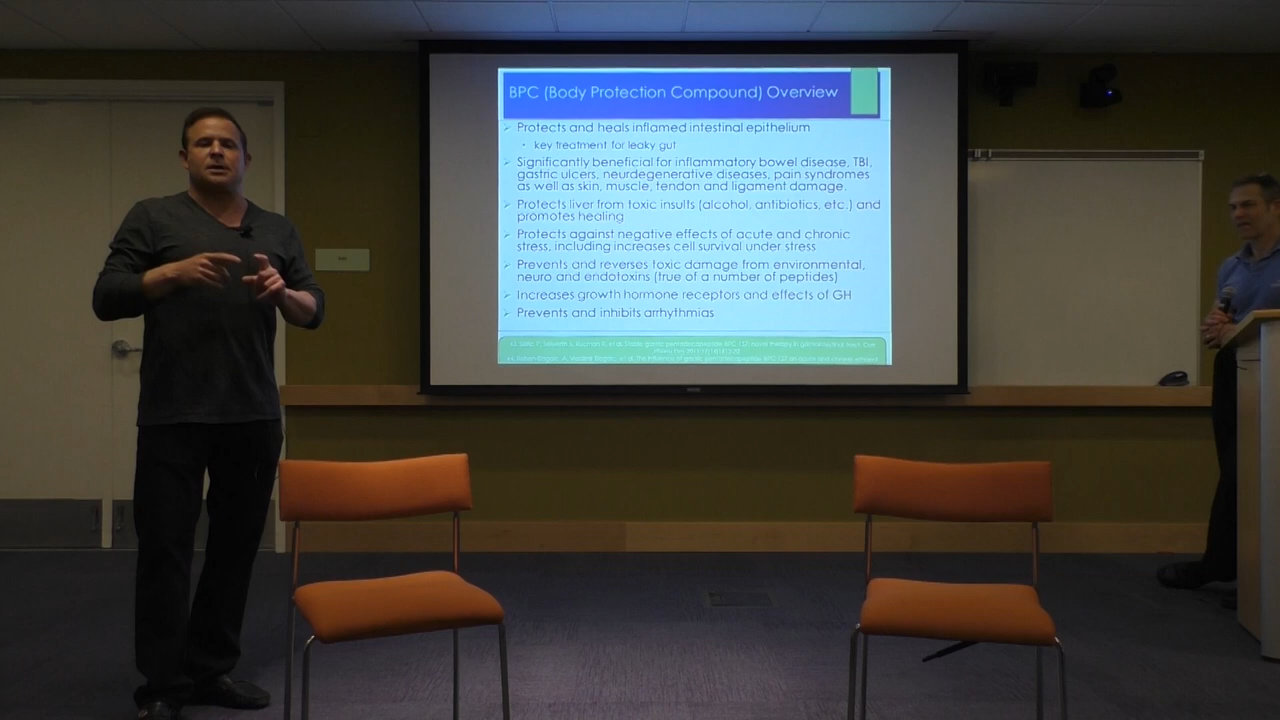 BPC (Body Protection Compound) Overview
Protects and heals inflamed intestinal epithelium
key treatment for leaky gut
Significantly beneficial for inflammatory bowel disease, TBI,
gastric ulcers, neurdegenerative diseases, pain syndromes
as well as skin, muscle, tendon and ligament damage.
Protects liver from toxic insults (alcohol, antibiotics, etc.) and
promotes healing
Protects against negative effects of acute and chronic
stress, including increases cell survival under stress
Prevents and reverses toxic damage from environmental,
neuro and endotoxins (true of a number of peptides)
Increases growth hormone receptors and effects of GH
Prevents and inhibits arrhythmias